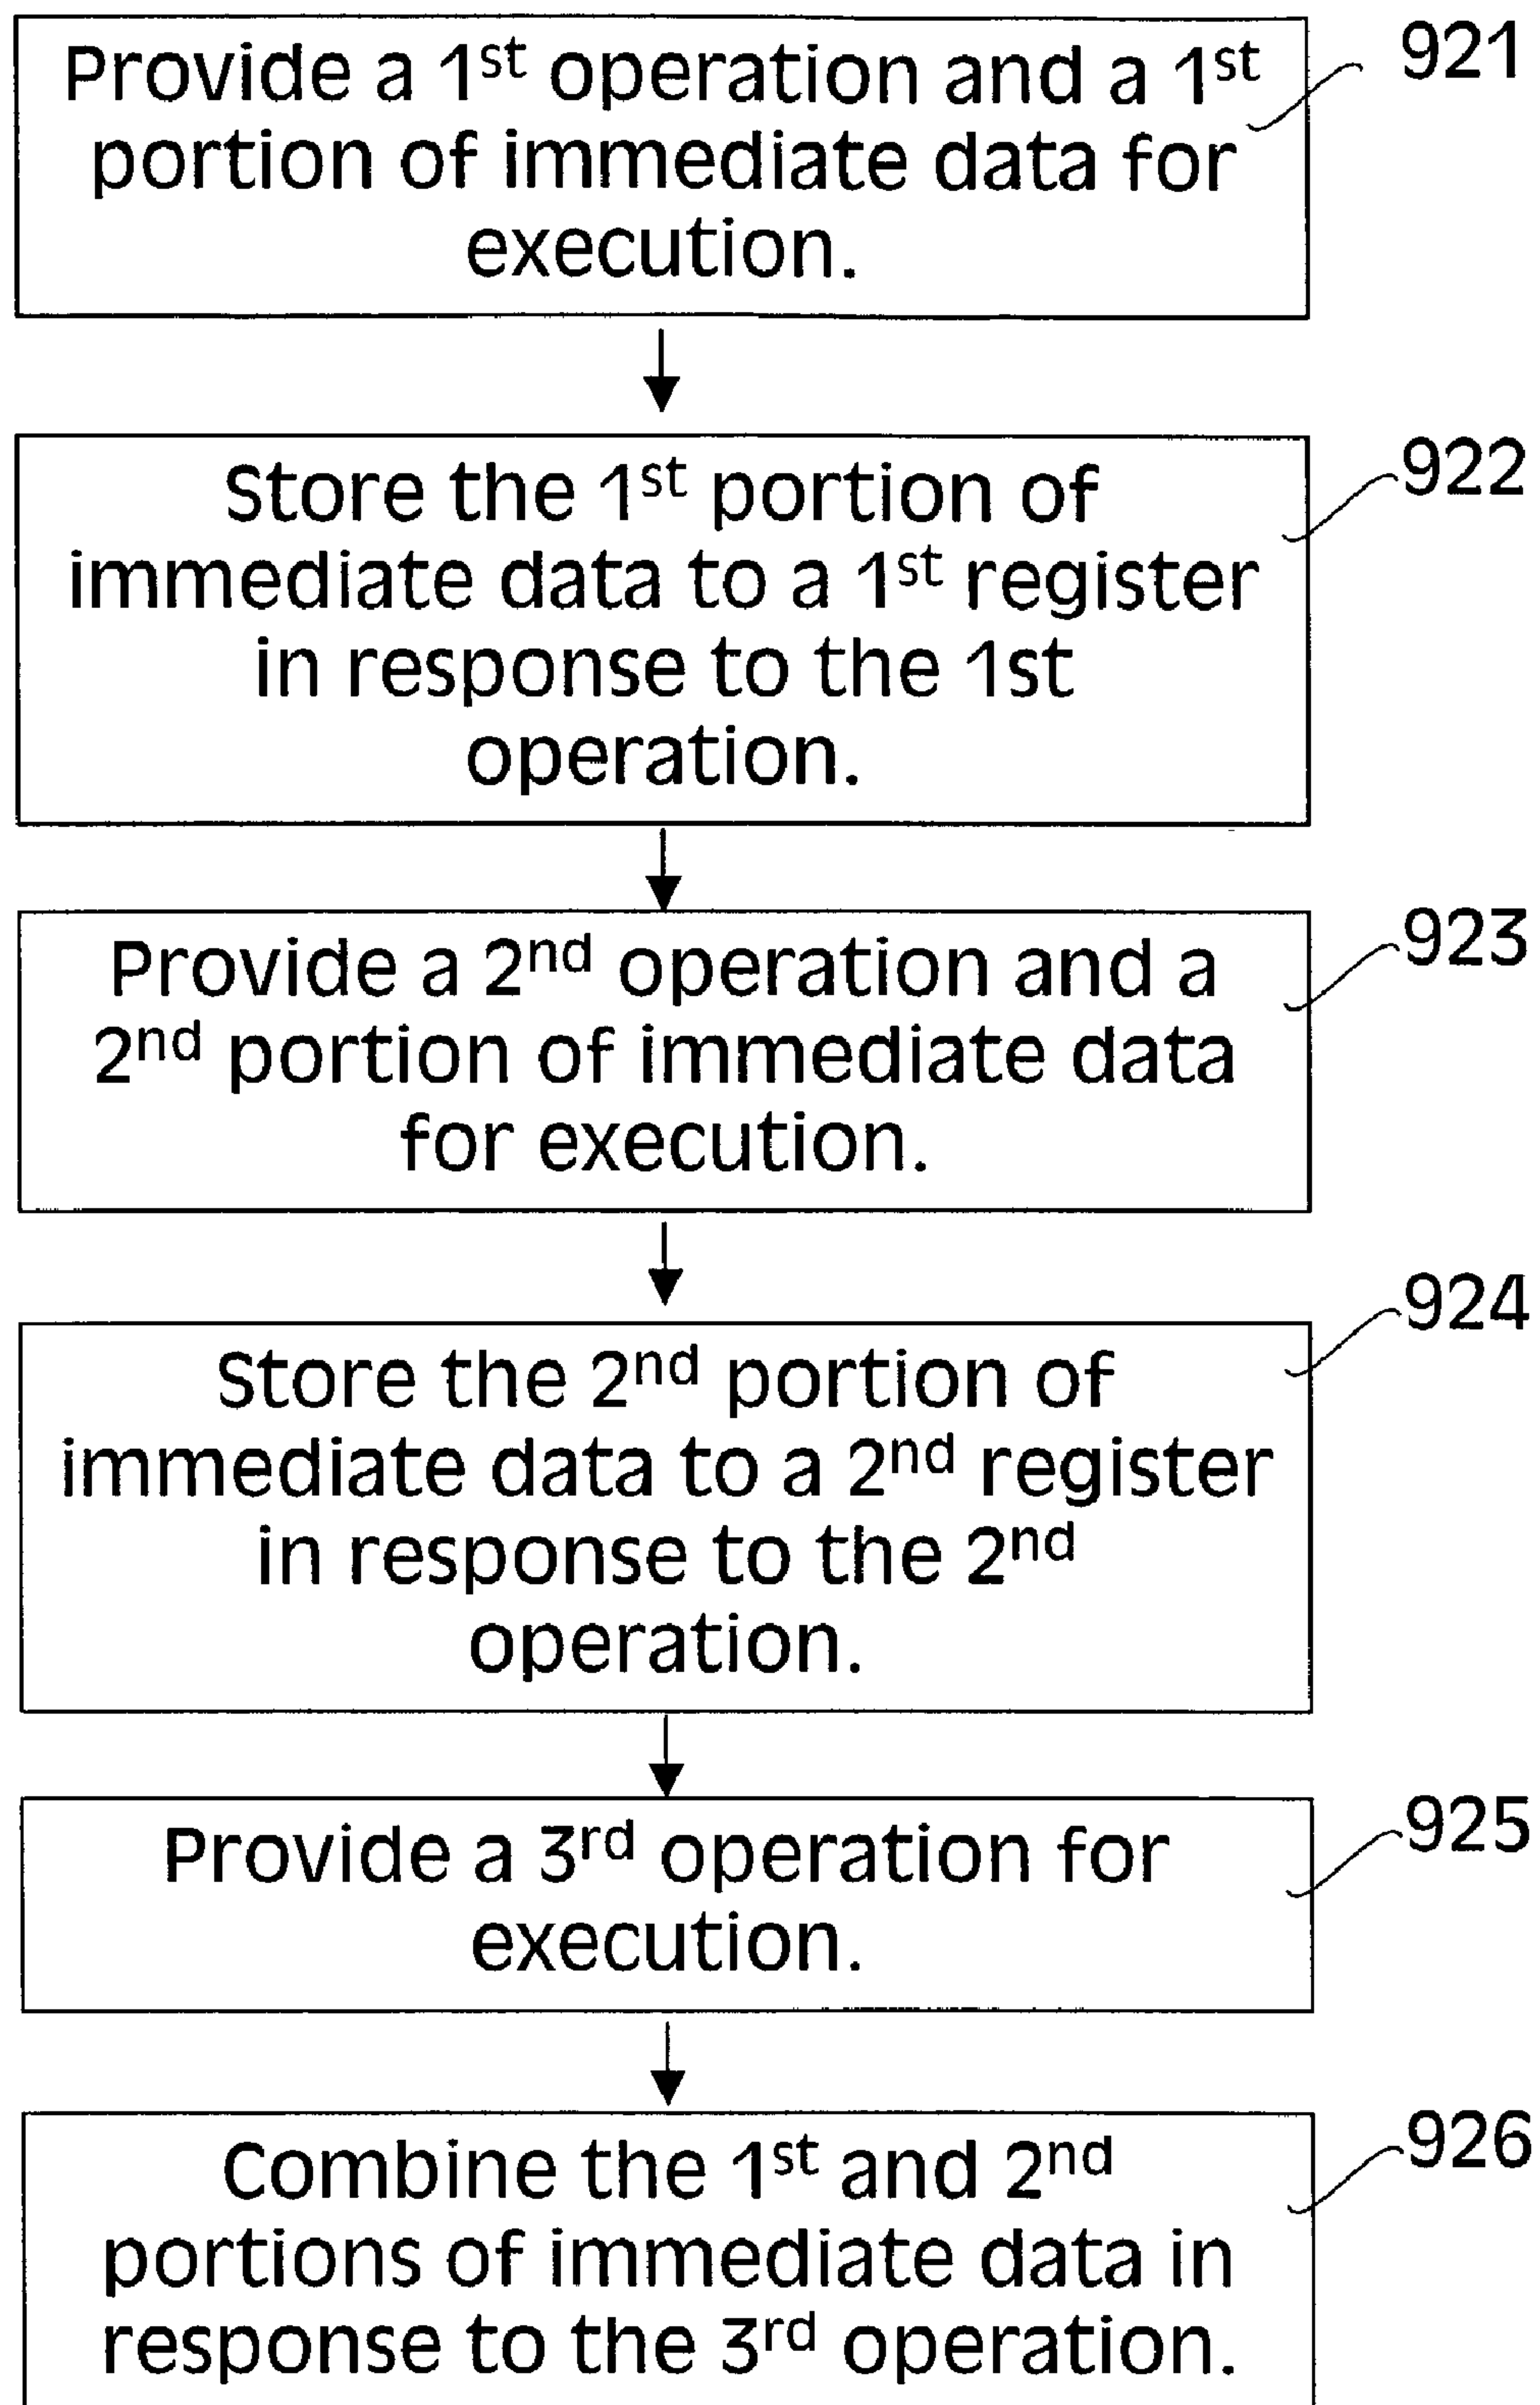 Provide a 1st operation and a 1st
portion of immediate data for
execution.
921
Store the 1st portion of
immediate data to a 1st register
in response to the 1st
operation.
922
Provide a 2nd operation and a
2nd portion of immediate data
for execution.
923
Store the 2nd portion of
immediate data to a 2nd register
in response to the 2nd
operation.
924
Provide a 3rd operation for
execution.
925
Combine the 1st and 2nd
portions of immediate data in
response to the 3rd operation.
926